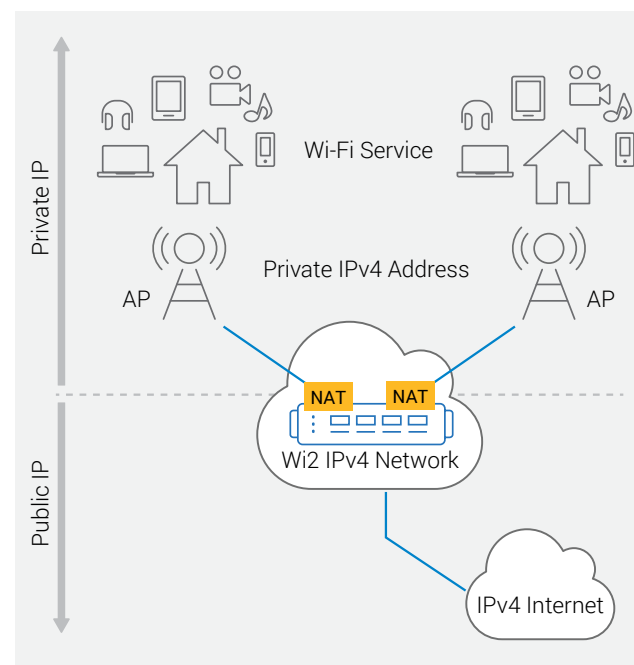 Private IP
Wi-Fi Service
Private IPv4 Address
AP
AP
NAT
NAT
Wi2 IPv4 Network
Public IP
IPv4 Internet